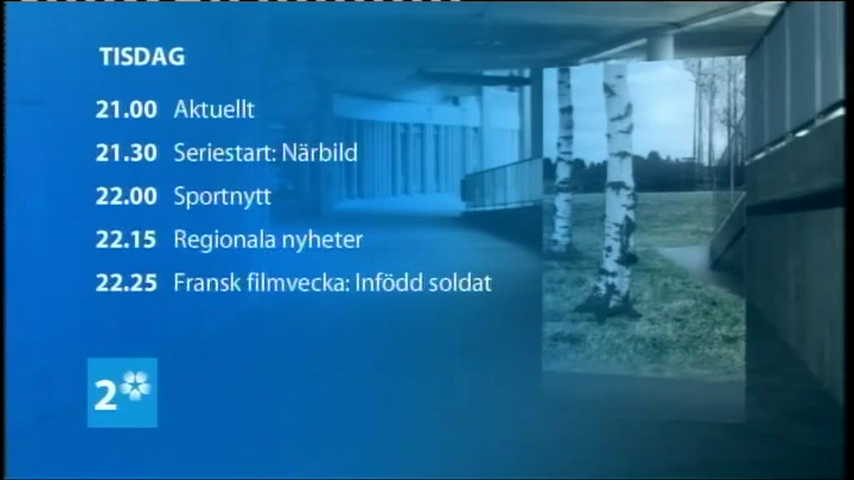 TISDAG
21.00 Aktuellt
21.30 Seriestart: Närbild
22.00 Sportnytt
22.15 Regionala nyheter
22.25 Fransk filmvecka: Infödd soldat
2